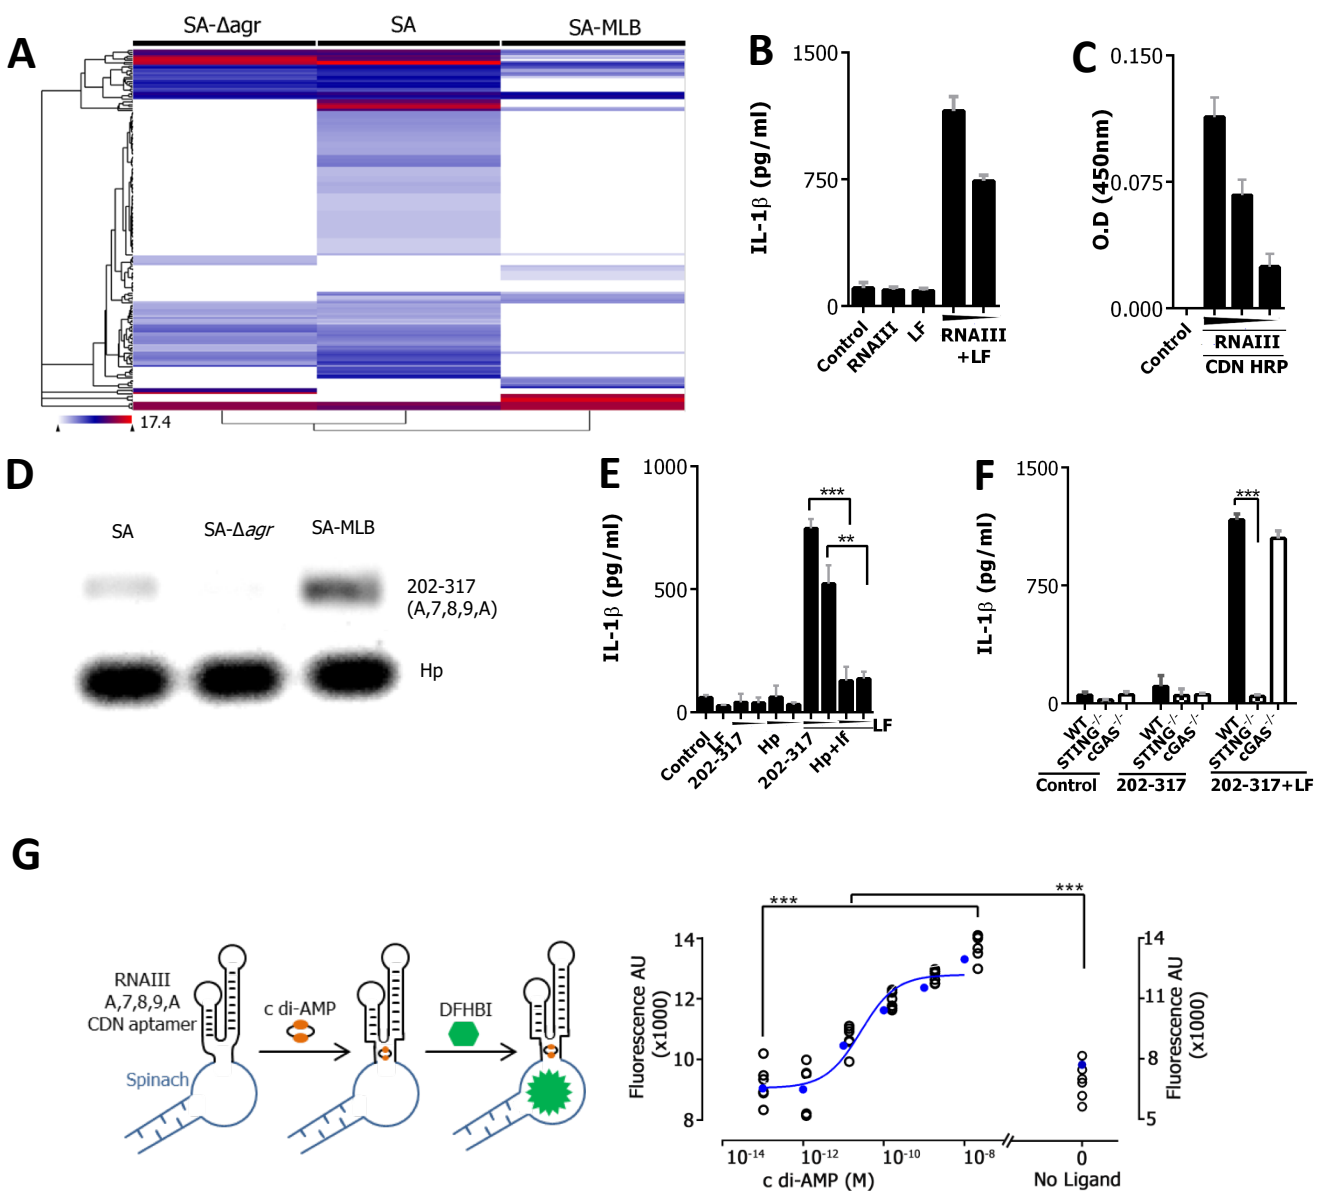 A
SA-Δagr
SA
SA-MLB
17.4
B
1500
750
0
IL-1β (pg/ml)
Control
RNAIII
LF
RNAIII
+LF
C
0.150
0.075
0.000
O.D (450nm)
Control
RNAIII
CDN HRP
D
SA
SA-Δagr
SA-MLB
202-317
(A,7,8,9,A)
Hp
E
1000
500
0
IL-1β (pg/ml)
***
**
Control
LF
202-317
Hp
202-317
Hp+lf
LF
F
1500
750
0
IL-1β (pg/ml)
***
WT
STING-/-
cGAS-/-
WT
STING-/-
cGAS-/-
WT
STING-/-
cGAS-/-
Control
202-317
202-317+LF
G
RNAIII
A,7,8,9,A
CDN aptamer
Spinach
c di-AMP
DFHBI
***
***
14
12
10
8
Fluorescence AU
(x1000)
14
11
8
5
Fluorescence AU
(x1000)
10-14
10-12
10-10
10-8
0
c di-AMP (M)
No Ligand